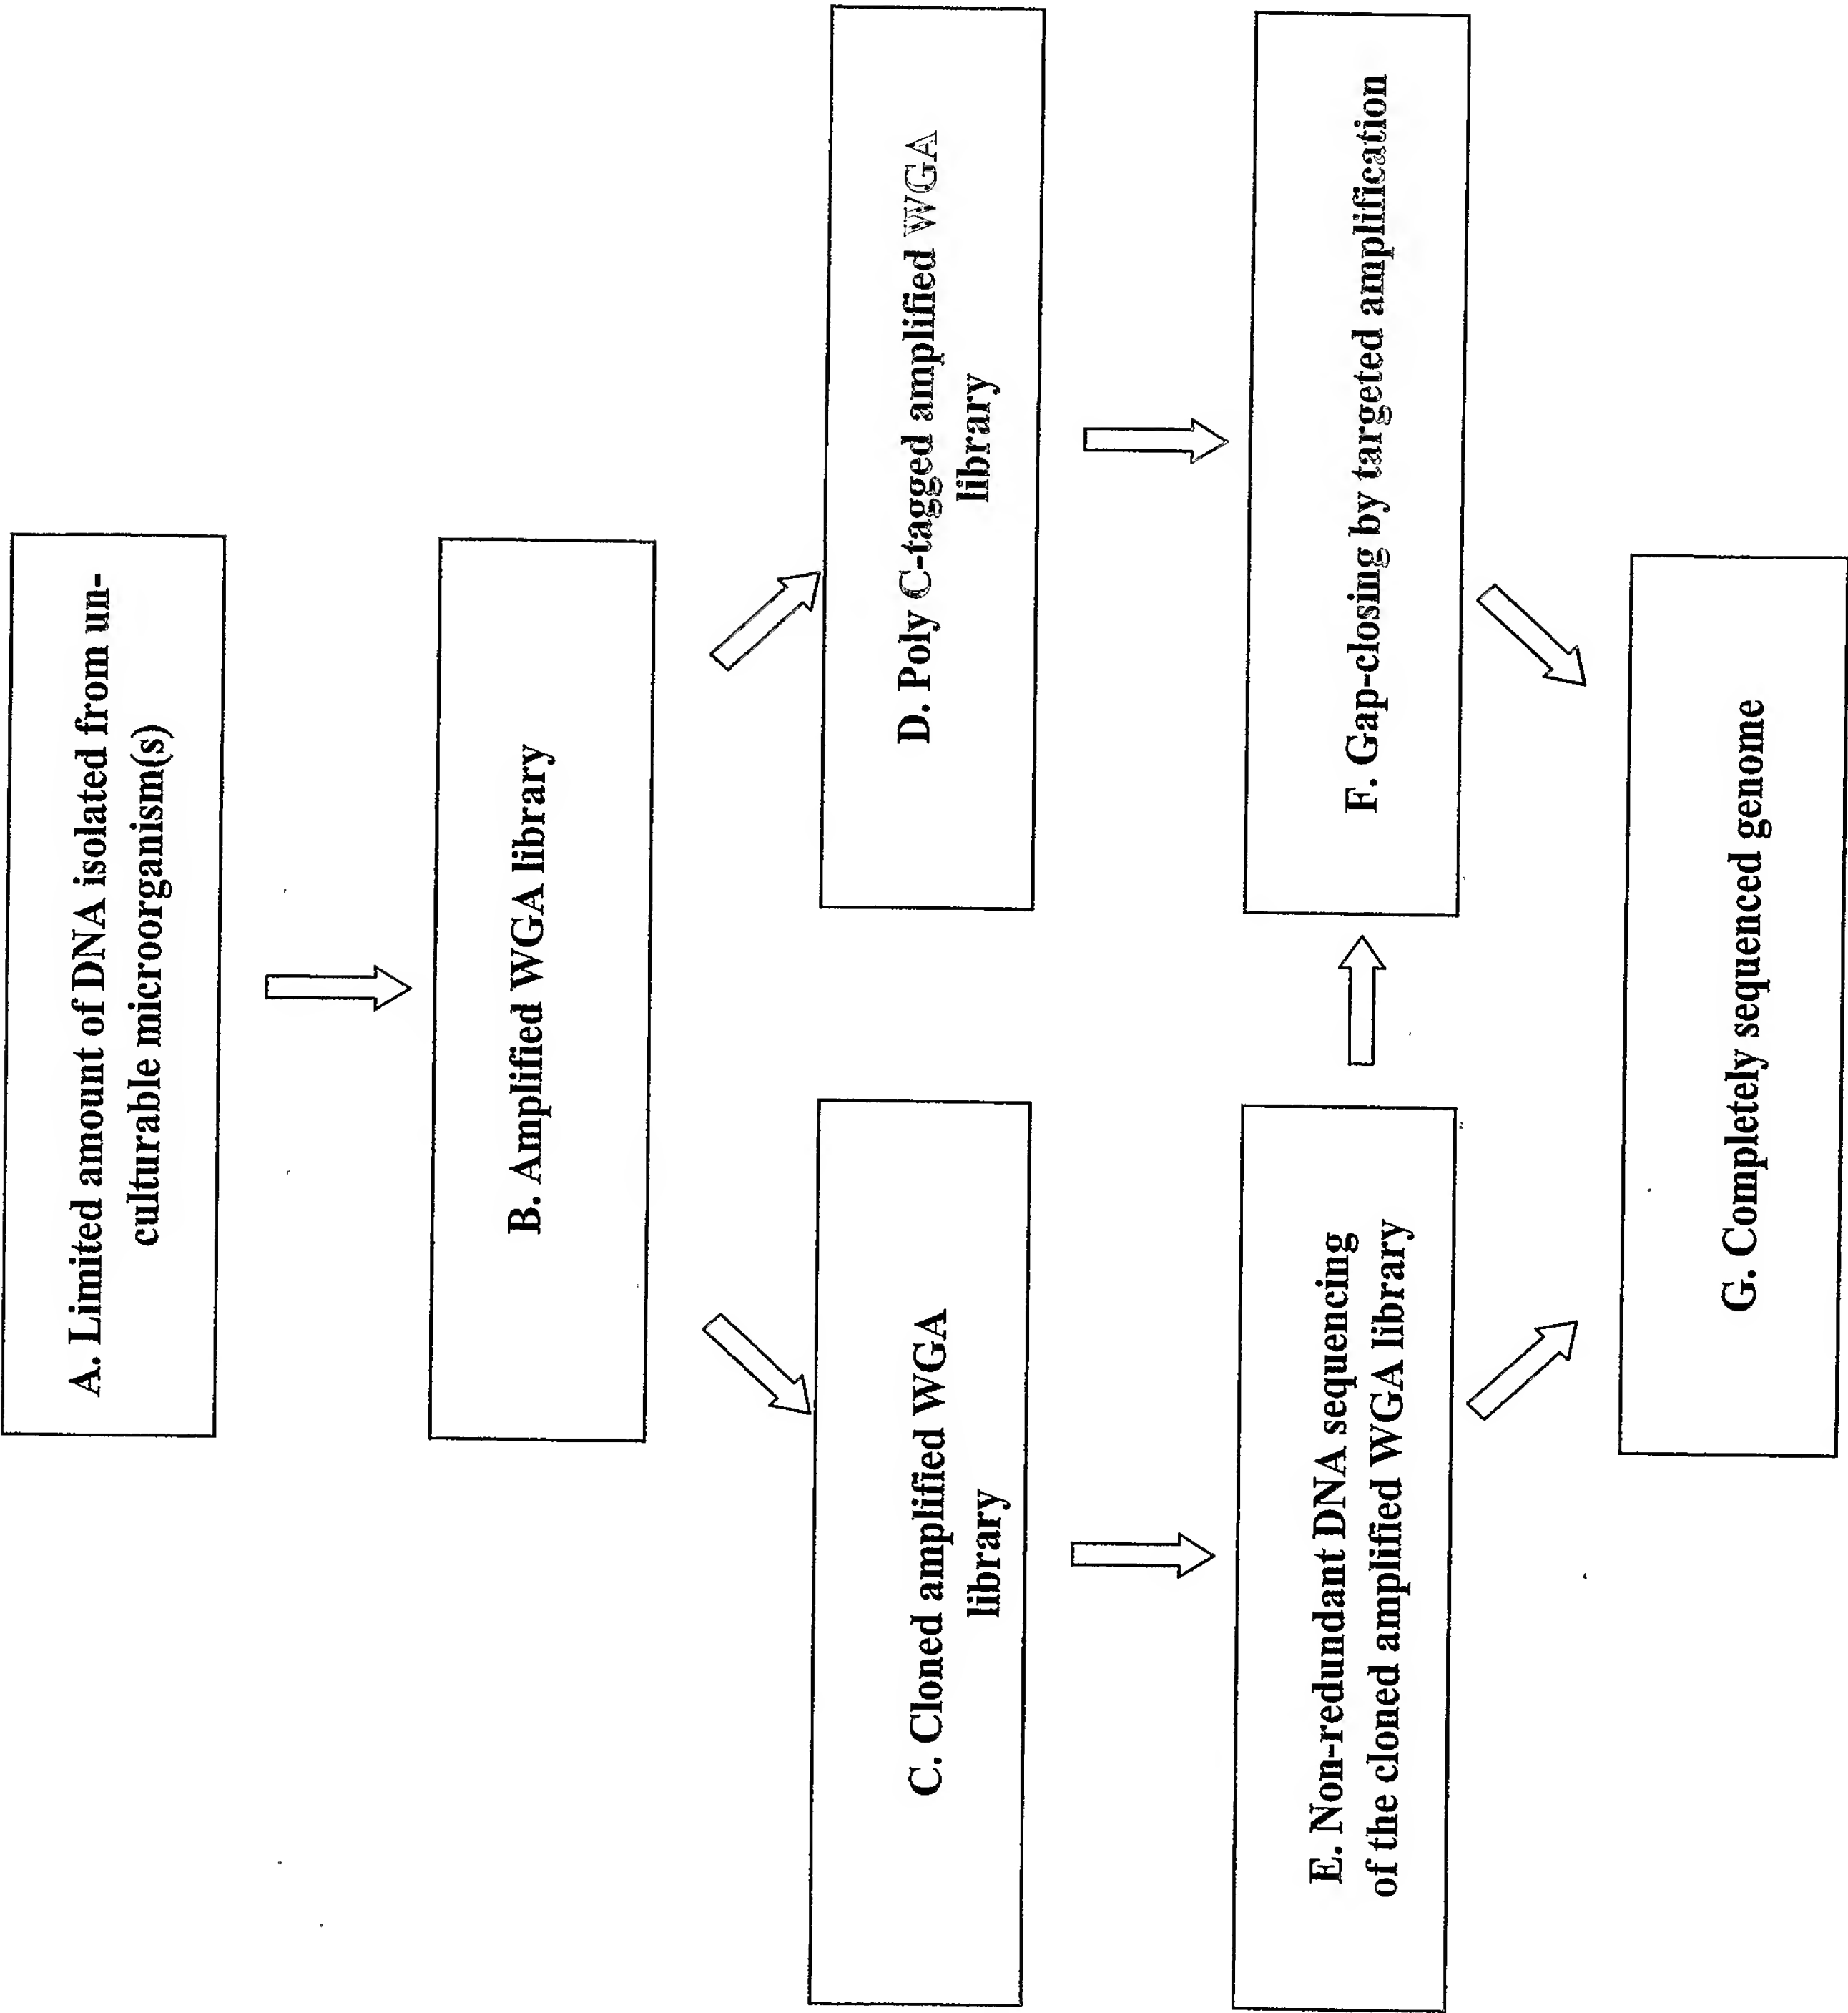 A. Limited amount of DNA isolated from un-
culturable microorganism(s)
B. Amplified WGA library
C. Cloned amplified WGA
library
D. Poly C-tagged amplified WGA
library
E. Non-redundant DNA sequencing
of the cloned amplified WGA library
F. Gap-closing by targeted amplification
G. Completely sequenced genome